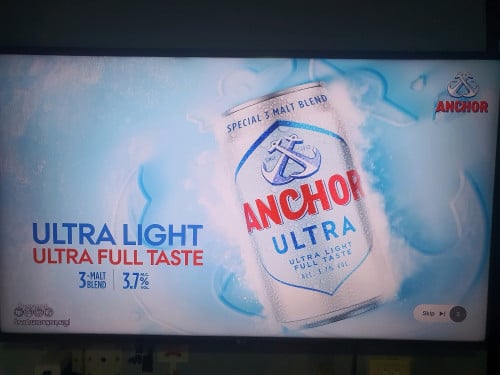 SPECIAL 3 MALT BLEND
ANCHOR
ULTRA
ULTRA LIGHT
FULL TASTE
ALC. 3.7% VOL.
ANCHOR
ULTRA LIGHT
ULTRA FULL TASTE
3-MALT BLEND
3.7% ALC. VOL.
Skip